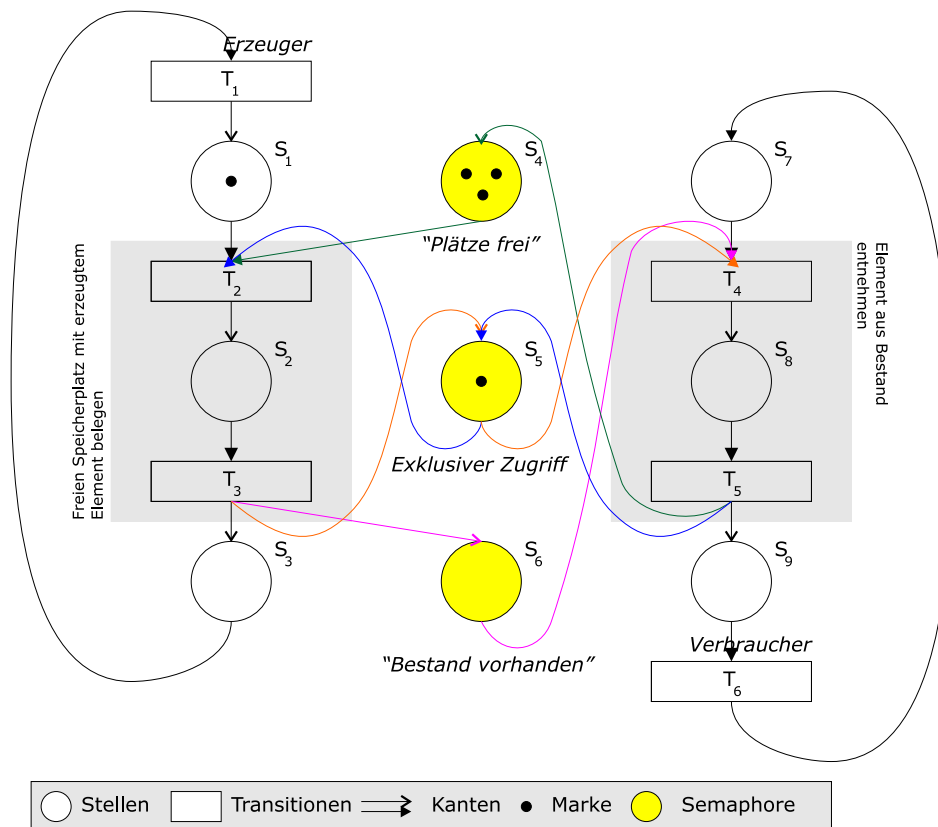 Erzeuger
T1
S1
S4
S7
"Plätze frei"
Freien Speicherplatz mit erzeugtem
Element belegen
Element aus Bestand
entnehmen
T2
T4
S2
S5
S8
Exklusiver Zugriff
T3
T5
S3
S6
S9
"Bestand vorhanden"
Verbraucher
T6
Stellen Transitionen Kanten Marke Semaphore